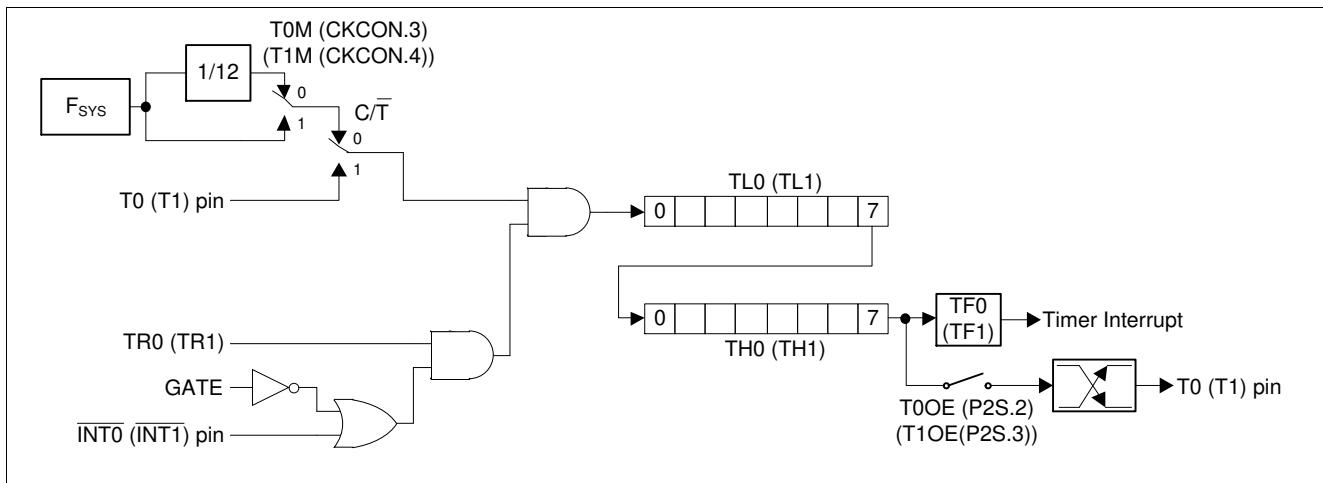 T0M (CKCON.3)
(T1M (CKCON.4))
1/12
F_SYS
0
1
C/T̅
0
1
T0 (T1) pin
TL0 (TL1)
0 7
0 7
TH0 (TH1)
TF0
(TF1)
Timer Interrupt
TR0 (TR1)
GATE
I̅N̅T̅0̅ (I̅N̅T̅1̅) pin
T0OE (P2S.2)
(T1OE(P2S.3))
T0 (T1) pin